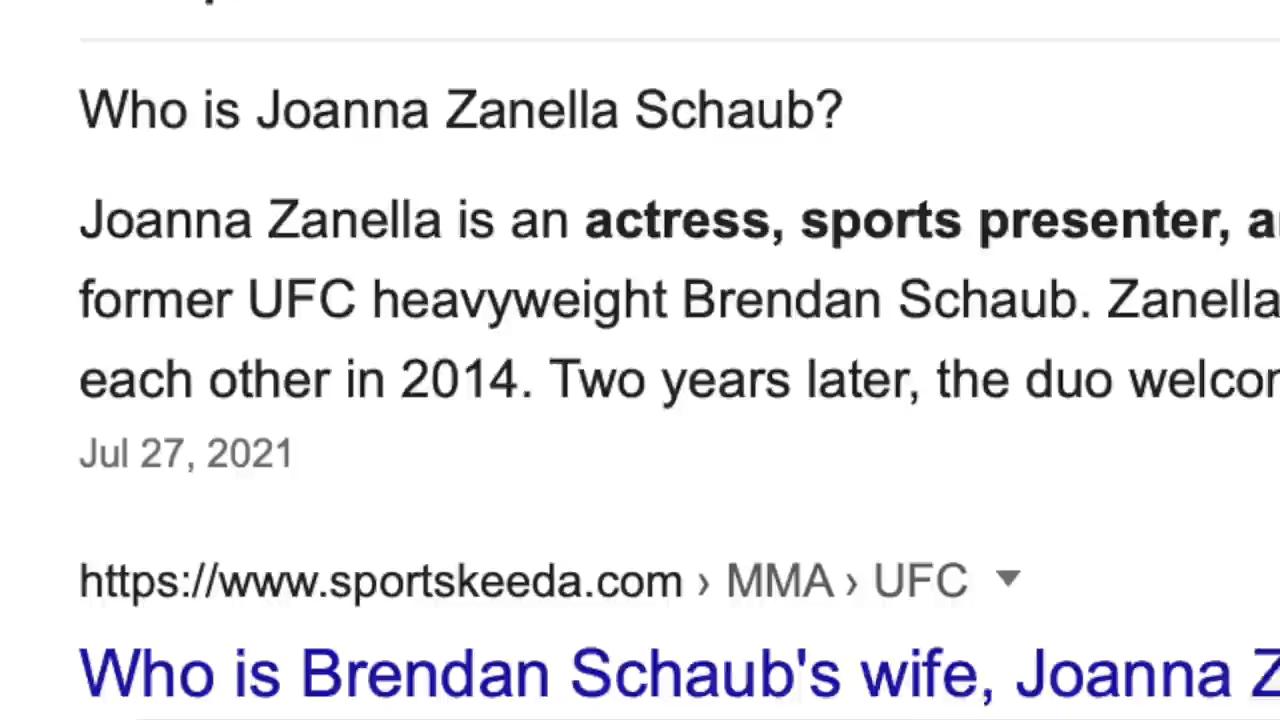 Who is Joanna Zanella Schaub?
Joanna Zanella is an actress, sports presenter,
former UFC heavyweight Brendan Schaub. Zanella
each other in 2014. Two years later, the duo
Jul 27, 2021
https://www.sportskeeda.com › MMA › UFC
Who is Brendan Schaub's wife, Joanna